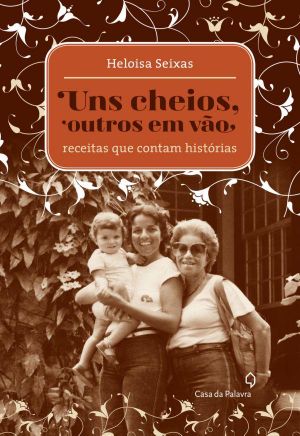 Heloisa Seixas
Uns cheios,
outros em vão
receitas que contam histórias
Casa da Palavra